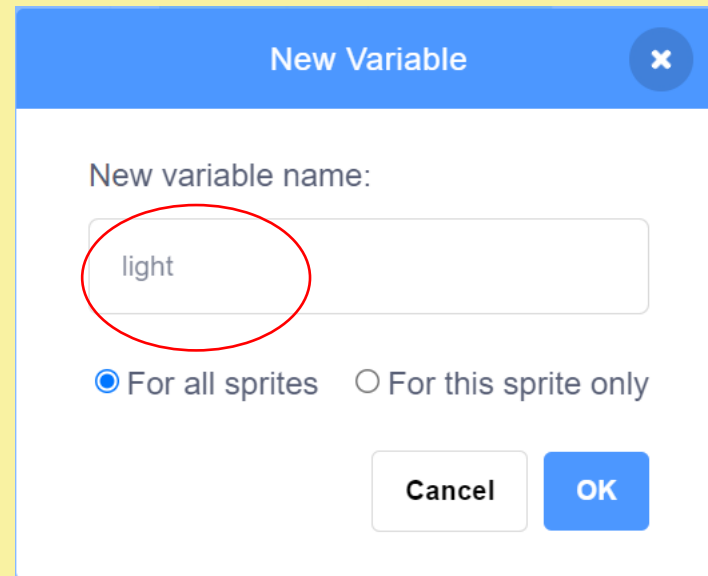 New Variable
New variable name:
light
For all sprites For this sprite only
Cancel OK